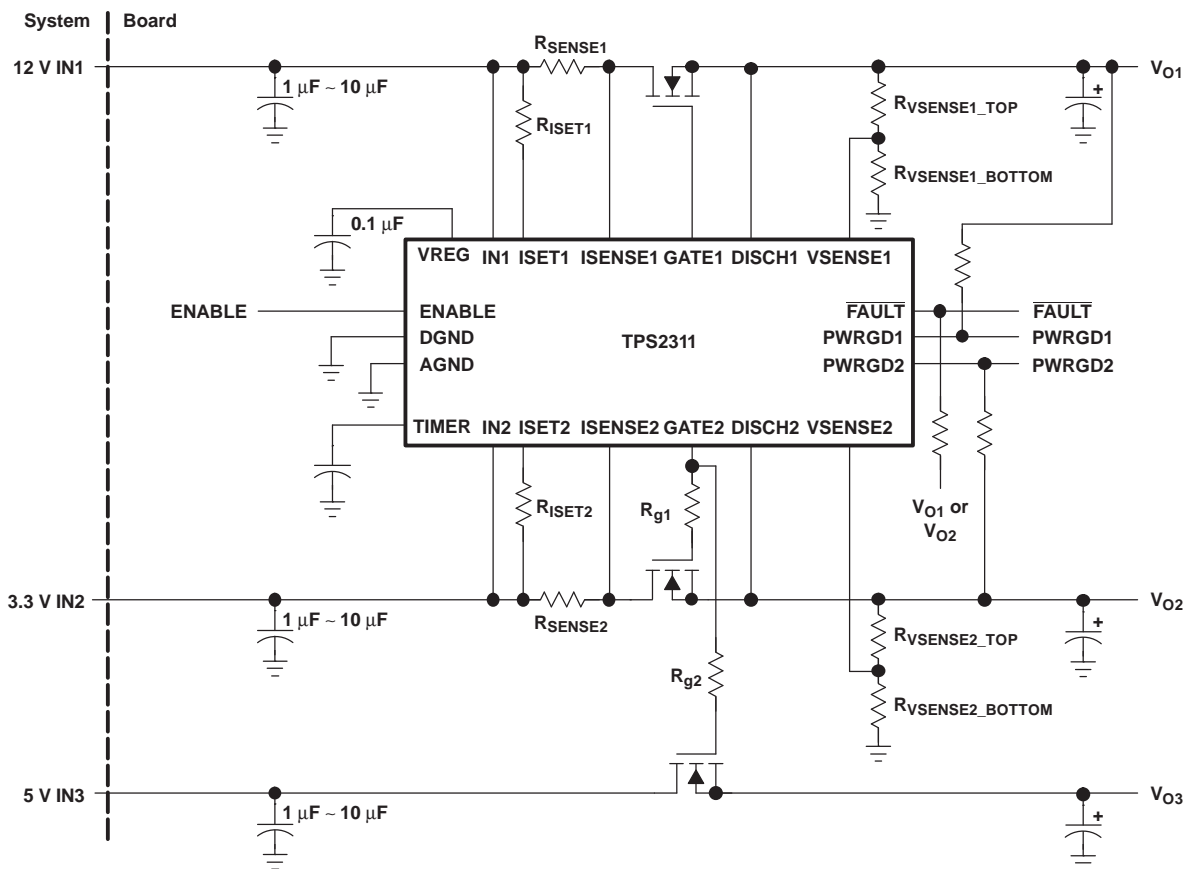 System Board
12 V IN1
RSENSE1
VO1
1 μF ~ 10 μF
RISET1
RVSENSE1_TOP
+
RVSENSE1_BOTTOM
0.1 μF
VREG IN1 ISET1 ISENSE1 GATE1 DISCH1 VSENSE1
ENABLE ENABLE FAULT FAULT
DGND TPS2311 PWRGD1 PWRGD1
AGND PWRGD2 PWRGD2
TIMER IN2 ISET2 ISENSE2 GATE2 DISCH2 VSENSE2
RISET2
Rg1
VO1 or
VO2
3.3 V IN2
VO2
1 μF ~ 10 μF
RSENSE2
RVSENSE2_TOP
+
Rg2
RVSENSE2_BOTTOM
5 V IN3
VO3
1 μF ~ 10 μF
+